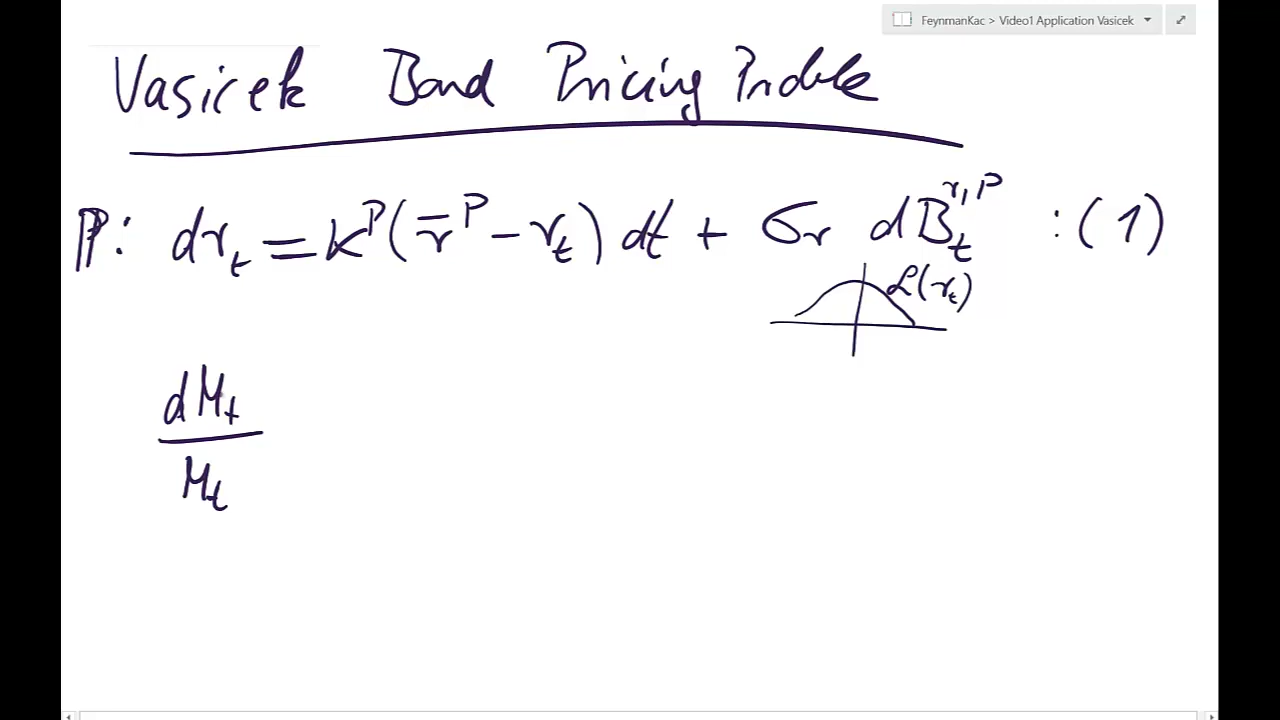 FeynmanKac > Video1 Application Vasicek
Vasicek Bond Pricing Proble
ℙ: dr_t = κ^P(r̄^P − r_t) dt + σ_r dB_t^{r,P} : (1)
ℒ(r_t)
dM_t
M_t